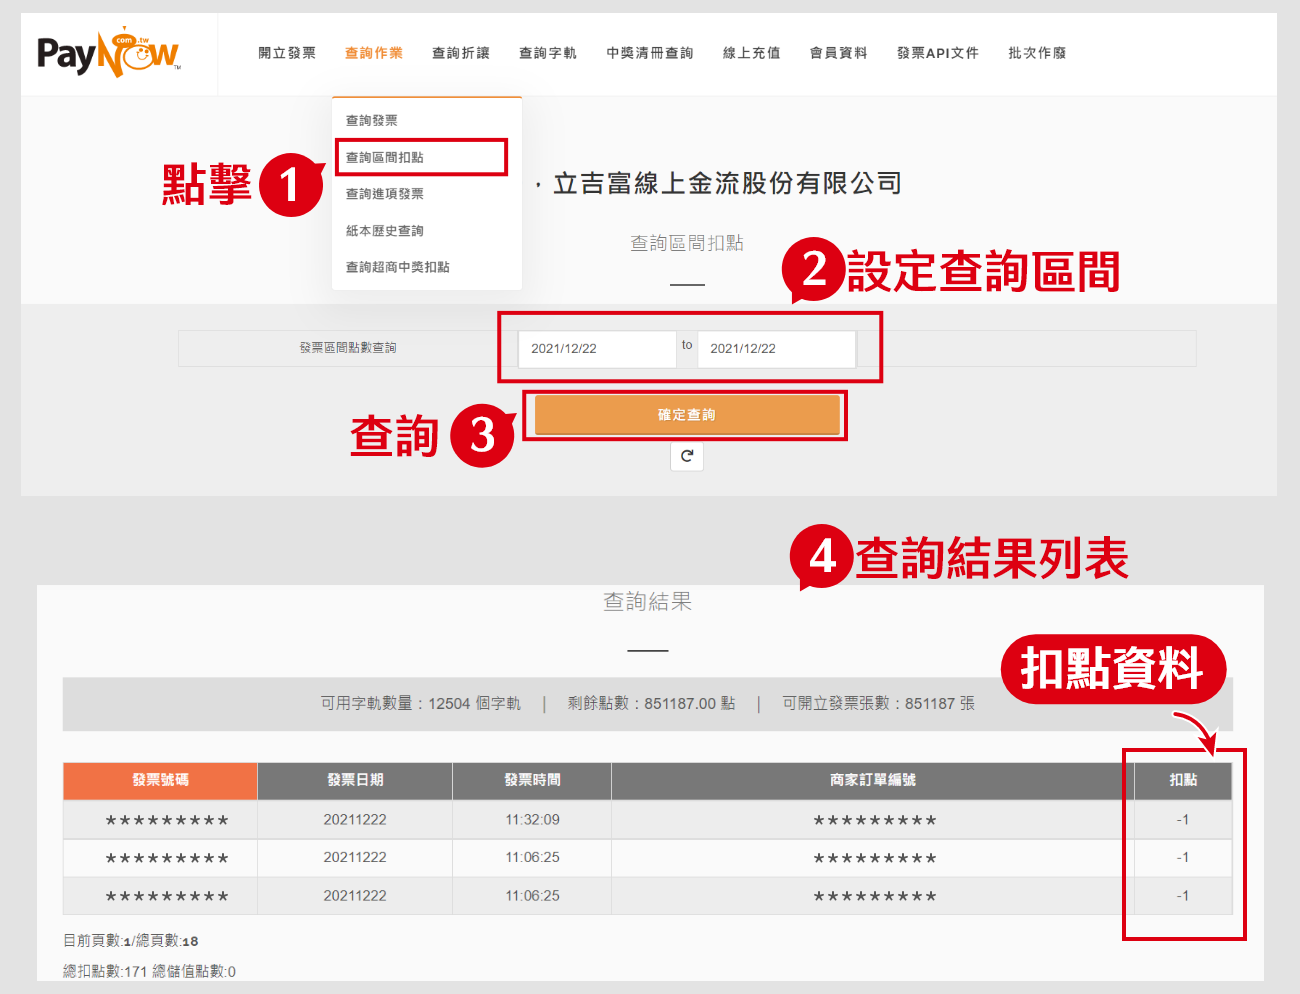 PayNow.com.tw™
開立發票 查詢作業 查詢折讓 查詢字軌 中獎清冊查詢 線上充值 會員資料 發票API文件 批次作廢
查詢發票
查詢區間扣點
查詢進項發票
紙本歷史查詢
查詢超商中獎扣點
點擊 1
· 立吉富線上金流股份有限公司
查詢區間扣點
2 設定查詢區間
發票區間點數查詢 2021/12/22 to 2021/12/22
查詢 3
確定查詢
4 查詢結果列表
查詢結果
扣點資料
可用字軌數量：12504 個字軌 | 剩餘點數：851187.00 點 | 可開立發票張數：851187 張
發票號碼 發票日期 發票時間 商家訂單編號 扣點
********* 20211222 11:32:09 ********* -1
********* 20211222 11:06:25 ********* -1
********* 20211222 11:06:25 ********* -1
目前頁數:1/總頁數:18
總扣點數:171 總儲值點數:0